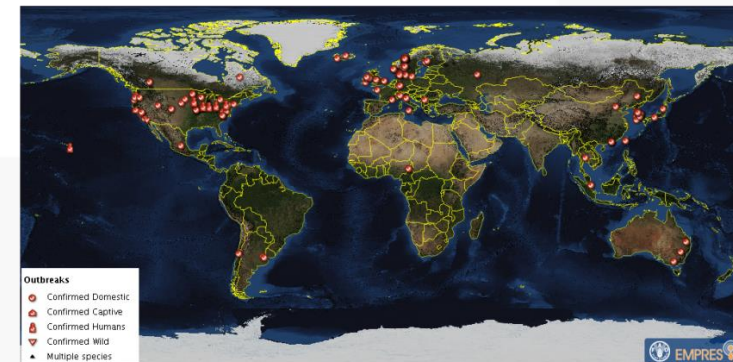 Outbreaks
Confirmed Domestic
Confirmed Captive
Confirmed Humans
Confirmed Wild
Multiple species
EMPRES